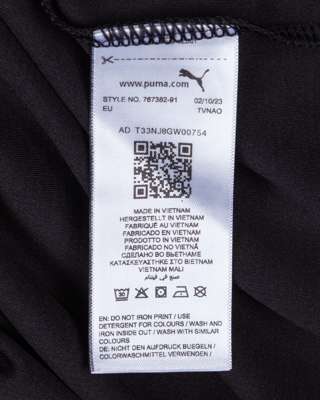 www.puma.com
STYLE NO. 767382-91 02/10/23
EU TVNAO
AD T33NJ8GW00754
MADE IN VIETNAM
HERGESTELLT IN VIETNAM
FABRIQUÉ AU VIETNAM
FABRICADO EN VIETNAM
PRODOTTO IN VIETNAM
FABRICADO NO VIETNÃ
СДЕЛАНО ВО ВЬЕТНАМЕ
ΚΑΤΑΣΚΕΥΑΣΤΗΚΕ ΣΤΟ ΒΙΕΤΝΑΜ
VIETNAM MALI
صنع في فيتنام
EN: DO NOT IRON PRINT / USE
DETERGENT FOR COLOURS / WASH AND
IRON INSIDE OUT / WASH WITH SIMILAR
COLOURS
DE: NICHT DEN AUFDRUCK BUEGELN /
COLORWASCHMITTEL VERWENDEN /